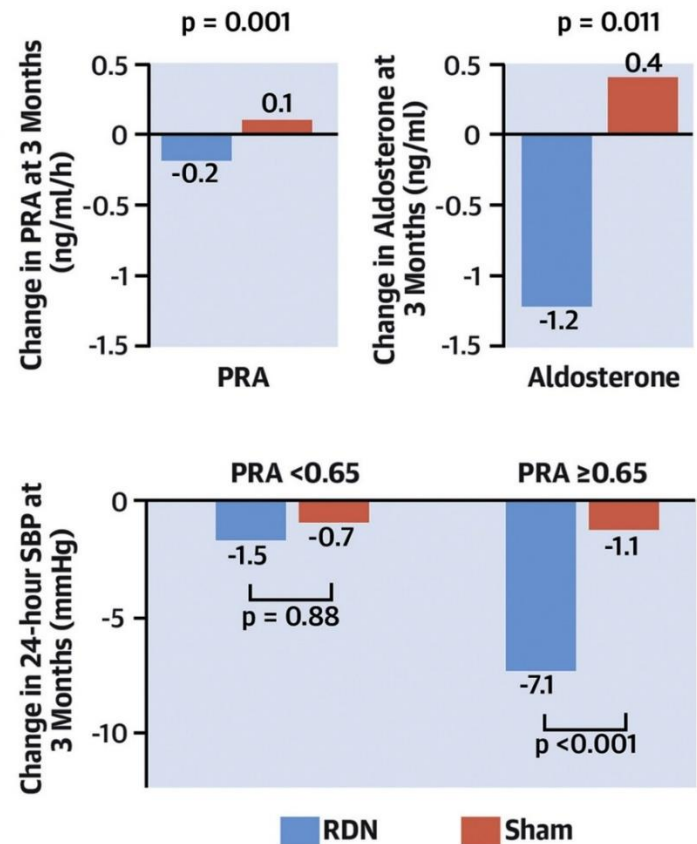 p = 0.001
Change in PRA at 3 Months
(ng/ml/h)
0.5
0
-0.5
-1
-1.5
0.1
-0.2
PRA
p = 0.011
Change in Aldosterone at
3 Months (ng/ml)
0.5
0
-0.5
-1
-1.5
0.4
-1.2
Aldosterone
Change in 24-hour SBP at
3 Months (mmHg)
PRA <0.65
PRA ≥0.65
0
-5
-10
-1.5
-0.7
p = 0.88
-7.1
-1.1
p <0.001
RDN
Sham